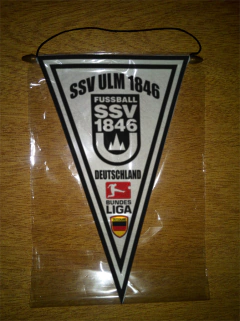 SSV ULM 1846
FUSSBALL
SSV
1846
DEUTSCHLAND
BUNDES
LIGA